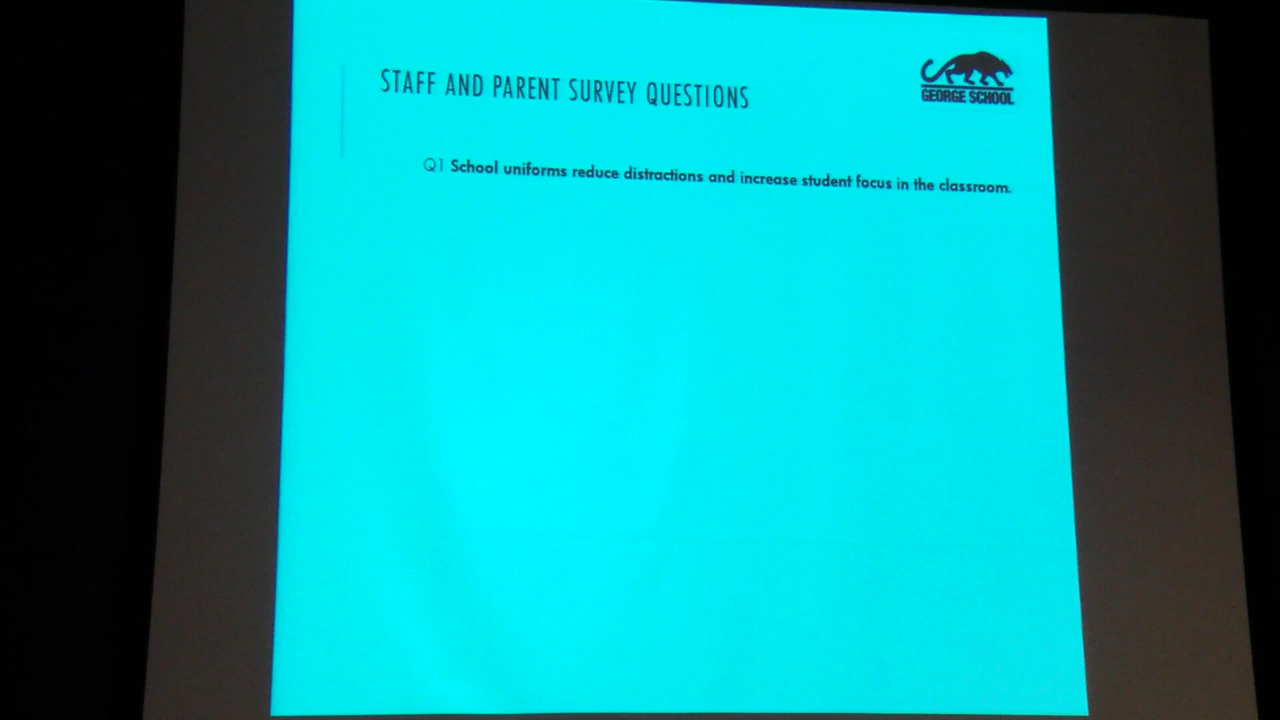 STAFF AND PARENT SURVEY QUESTIONS
GEORGE SCHOOL
Q1 School uniforms reduce distractions and increase student focus in the classroom.